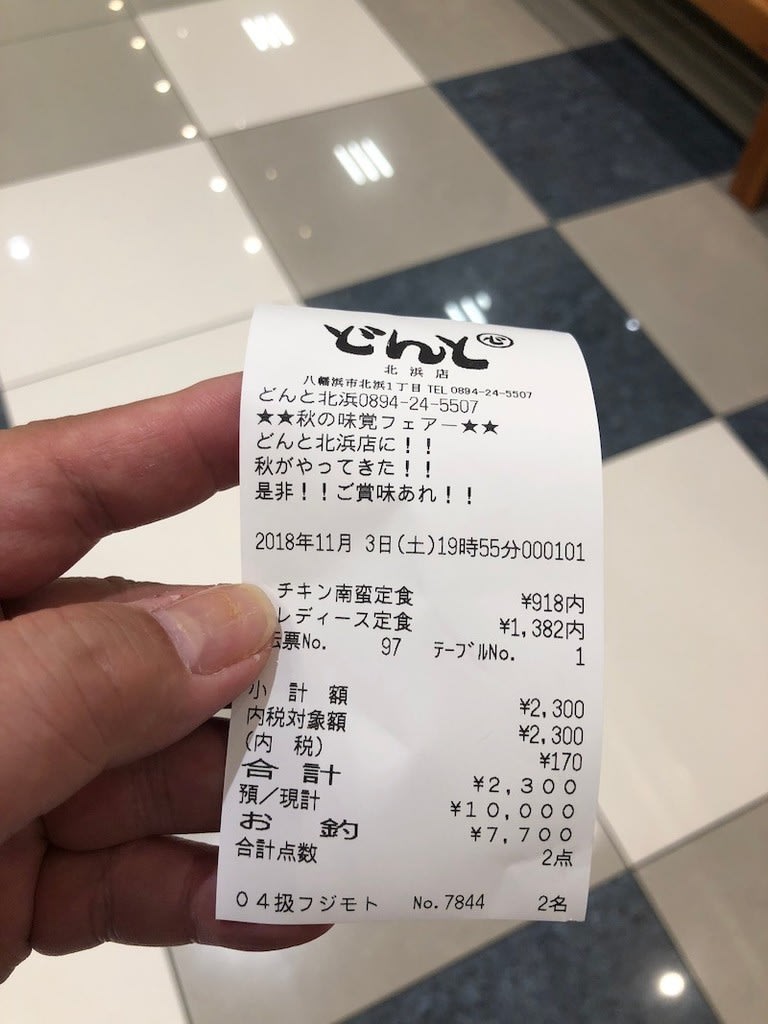 どんと
北浜店
八幡浜市北浜1丁目 TEL 0894-24-5507
どんと北浜0894-24-5507
★★秋の味覚フェアー★★
どんと北浜店に！！
秋がやってきた！！
是非！！ご賞味あれ！！
2018年11月 3日(土)19時55分000101
チキン南蛮定食 ¥918内
レディース定食 ¥1,382内
伝票No. 97 テーブルNo. 1
小 計 額 ¥2,300
内税対象額 ¥2,300
(内 税) ¥170
合 計 ¥2,300
預/現計 ¥10,000
お 釣 ¥7,700
合計点数 2点
04扱フジモト No.7844 2名